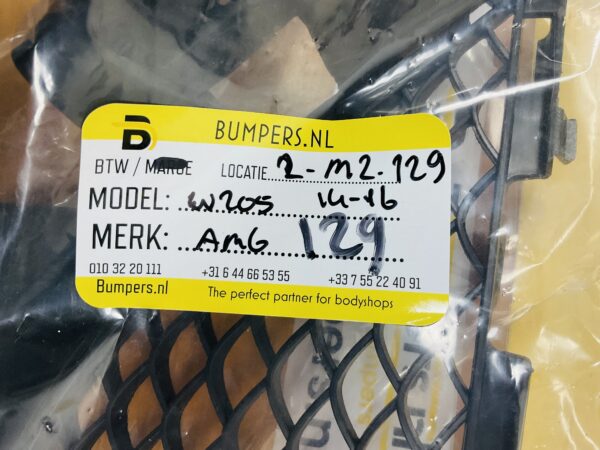 B BUMPERS.NL
BTW / MARGE LOCATIE 2-M2.129
MODEL: W205 14-16
MERK: AMG 129
010 32 20 111 +31 6 44 66 53 55 +33 7 55 22 40 91
Bumpers.nl The perfect partner for bodyshops